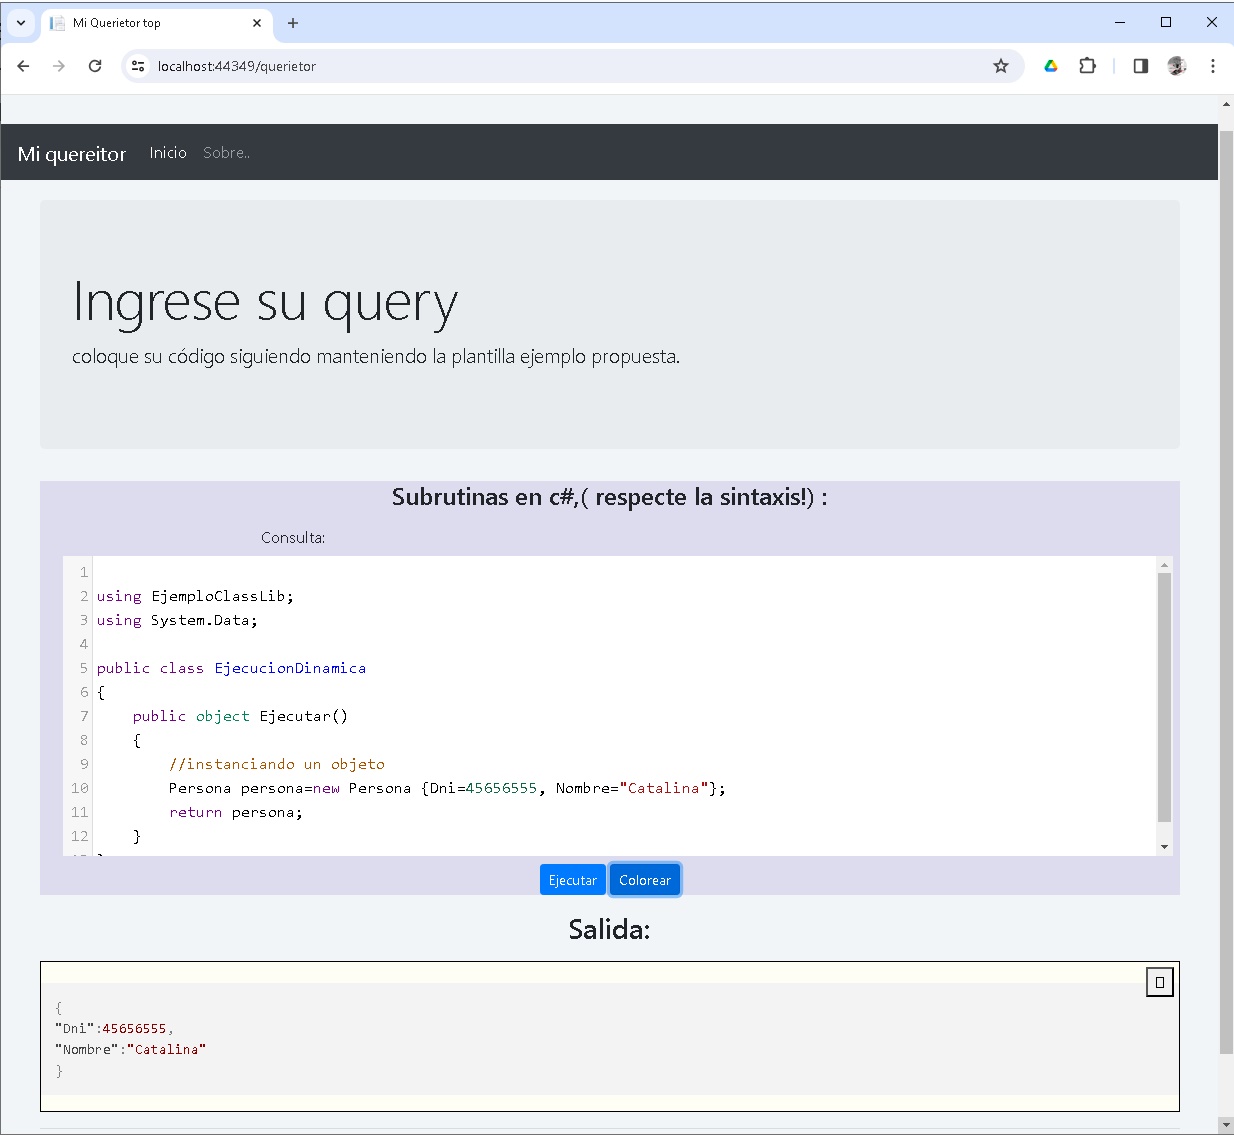 Mi Querietor top
localhost:44349/querietor
Mi quereitor Inicio Sobre..
Ingrese su query
coloque su código siguiendo manteniendo la plantilla ejemplo propuesta.
Subrutinas en c#,( respecte la sintaxis!) :
Consulta:
1
2 using EjemploClassLib;
3 using System.Data;
4
5 public class EjecucionDinamica
6 {
7 public object Ejecutar()
8 {
9 //instanciando un objeto
10 Persona persona=new Persona {Dni=45656555, Nombre="Catalina"};
11 return persona;
12 }
Ejecutar Colorear
Salida:
{
"Dni":45656555,
"Nombre":"Catalina"
}